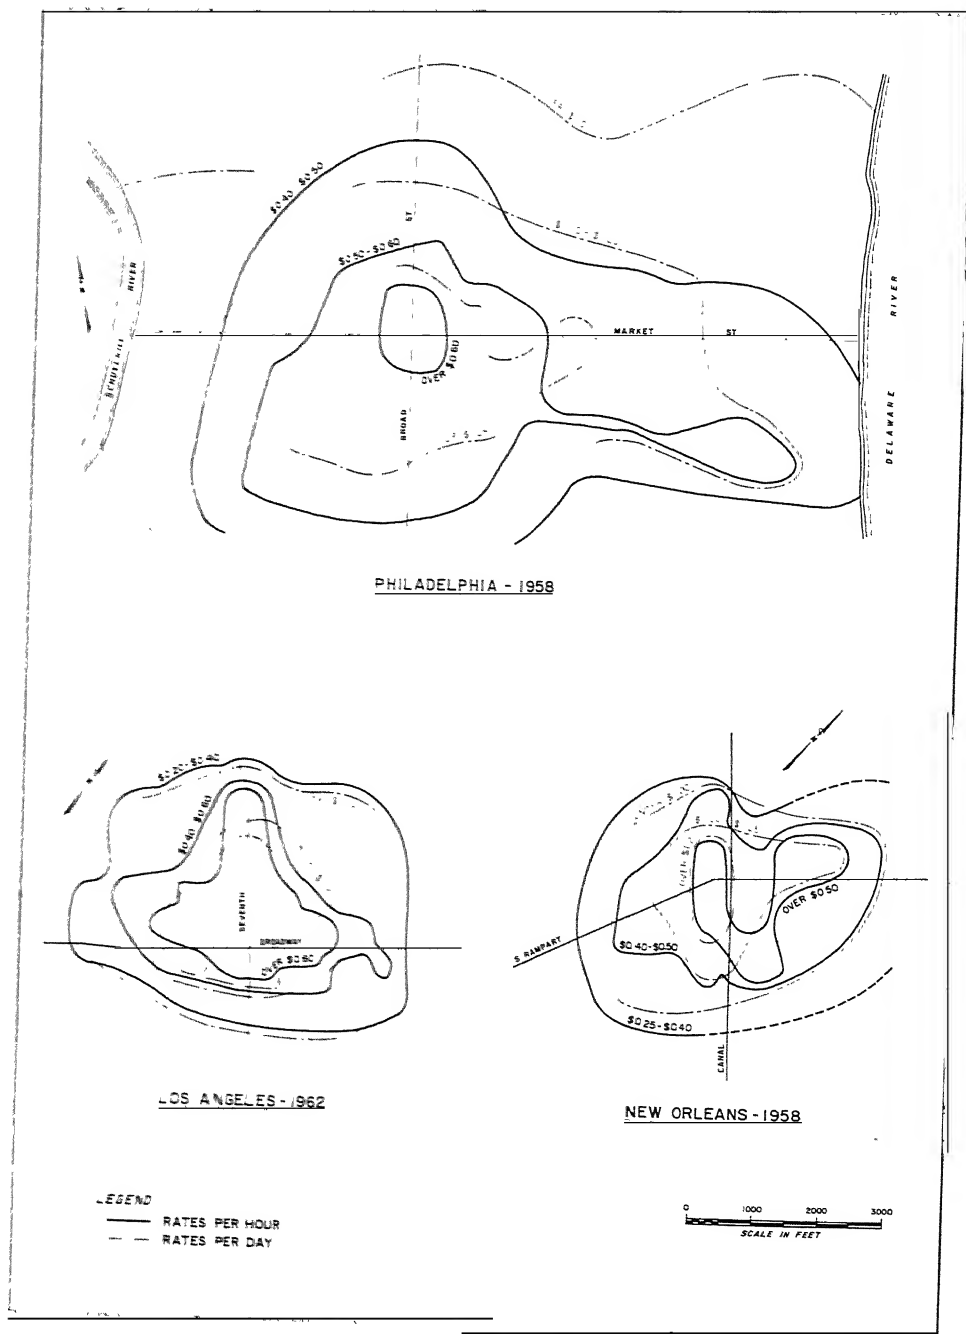 $0.40 - $0.50
ST
$0.50 - $0.60
RIVER
RIVER
MARKET ST
OVER $0.60
DELAWARE
BROAD
PHILADELPHIA - 1958
$0.20 - $0.40
$0.40 - $0.60
SEVENTH
BROADWAY
OVER $0.60
OVER $0.50
S RAMPART
$0.40 - $0.50
$0.25 - $0.40
CANAL
LOS ANGELES - 1962
NEW ORLEANS - 1958
LEGEND
RATES PER HOUR
RATES PER DAY
0 1000 2000 3000
SCALE IN FEET